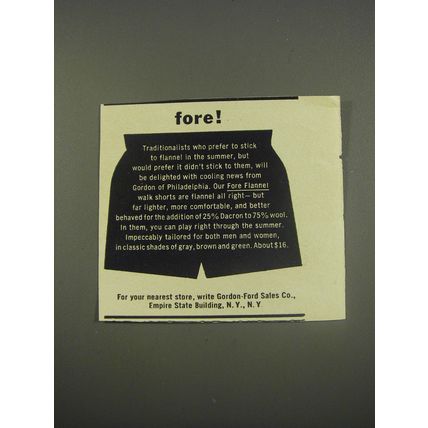 fore!
Traditionalists who prefer to stick
to flannel in the summer, but
would prefer it didn't stick to them, will
be delighted with cooling news from
Gordon of Philadelphia. Our Fore Flannel
walk shorts are flannel all right—but
far lighter, more comfortable, and better
behaved for the addition of 25% Dacron to 75% wool.
In them, you can play right through the summer.
Impeccably tailored for both men and women,
in classic shades of gray, brown and green. About $16.
For your nearest store, write Gordon-Ford Sales Co.,
Empire State Building, N.Y., N.Y